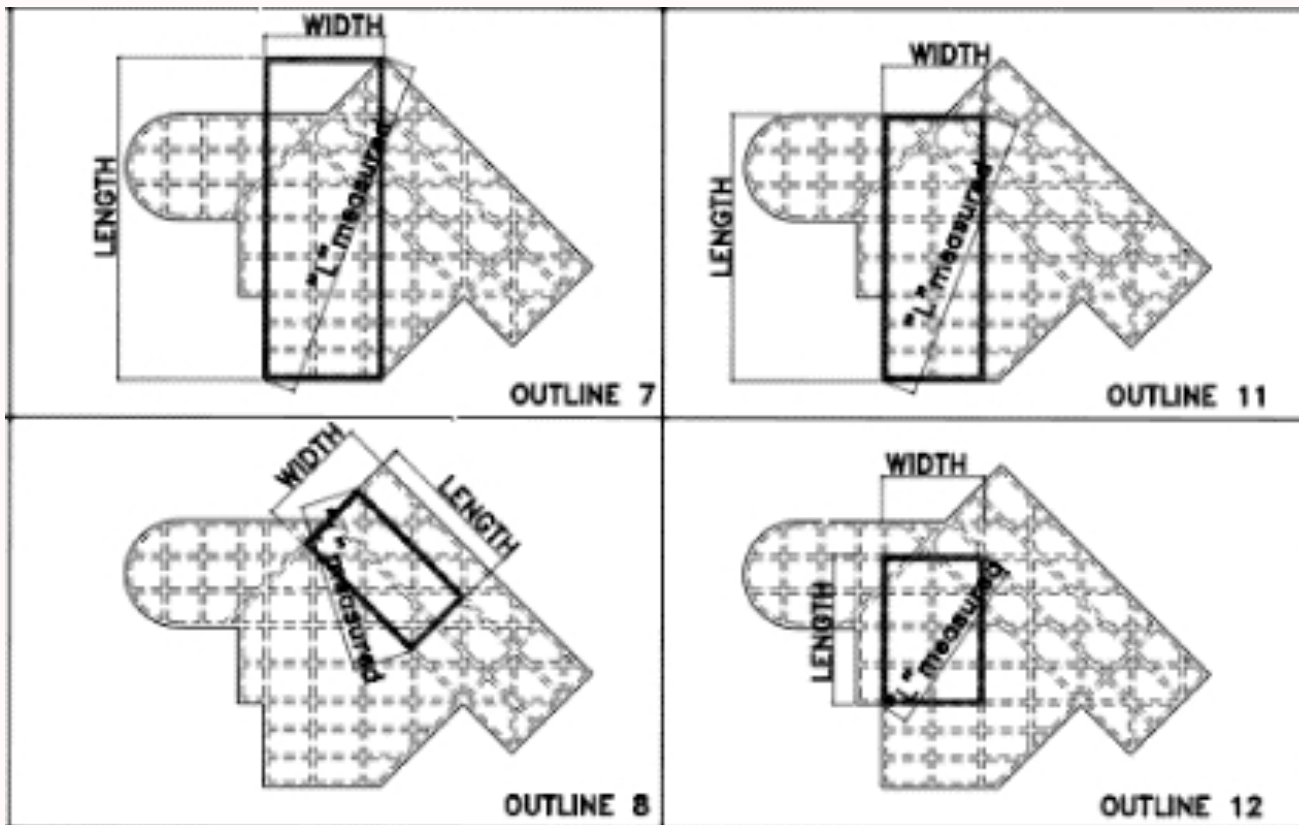 WIDTH
LENGTH
"L" measured
OUTLINE 7
WIDTH
LENGTH
"L" measured
OUTLINE 11
WIDTH
LENGTH
measured
OUTLINE 8
WIDTH
LENGTH
"L" measured
OUTLINE 12